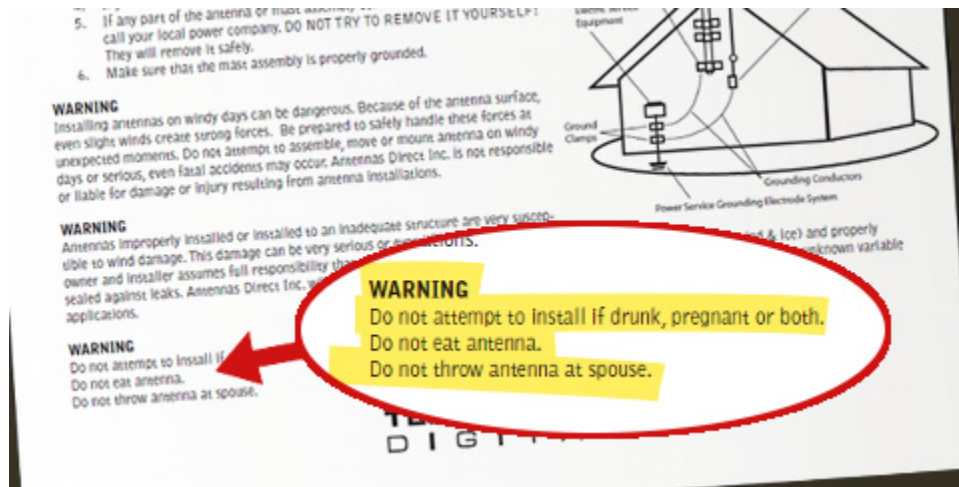 5. If any part of the antenna or mast assembly
call your local power company. DO NOT TRY TO REMOVE IT YOURSELF!
They will remove it safely.
6. Make sure that the mast assembly is properly grounded.
WARNING
Installing antennas on windy days can be dangerous. Because of the antenna surface,
even slight winds create strong forces. Be prepared to safely handle these forces at
unexpected moments. Do not attempt to assemble, move or mount antenna on windy
days or serious, even fatal accidents may occur. Antennas Direct Inc. is not responsible
or liable for damage or injury resulting from antenna installations.
WARNING
Antennas improperly installed or installed to an inadequate structure are very suscep-
tible to wind damage. This damage can be very serious or
owner and installer assumes full responsibility
sealed against leaks. Antennas Direct Inc.
applications.
& Ice) and properly
unknown variable
WARNING
Do not attempt to install if
Do not eat antenna.
Do not throw antenna at spouse.
Equipment
Ground
Clamps
Grounding Conductors
Power Service Grounding Electrode System
WARNING
Do not attempt to install if drunk, pregnant or both.
Do not eat antenna.
Do not throw antenna at spouse.